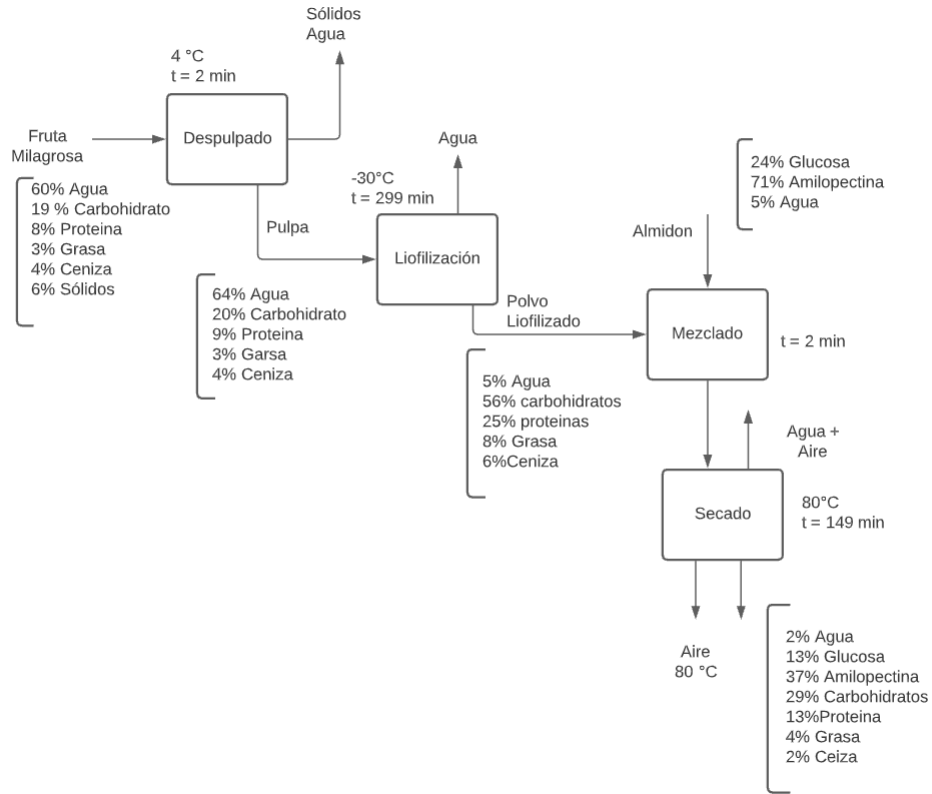 Sólidos
Agua
4 °C
t = 2 min
Despulpado
Fruta
Milagrosa
60% Agua
19 % Carbohidrato
8% Proteina
3% Grasa
4% Ceniza
6% Sólidos
Pulpa
64% Agua
20% Carbohidrato
9% Proteina
3% Garsa
4% Ceniza
Agua
-30°C
t = 299 min
Liofilización
Polvo
Liofilizado
5% Agua
56% carbohidratos
25% proteinas
8% Grasa
6%Ceniza
24% Glucosa
71% Amilopectina
5% Agua
Almidon
Mezclado
t = 2 min
Agua +
Aire
Secado
80°C
t = 149 min
Aire
80 °C
2% Agua
13% Glucosa
37% Amilopectina
29% Carbohidratos
13%Proteina
4% Grasa
2% Ceiza